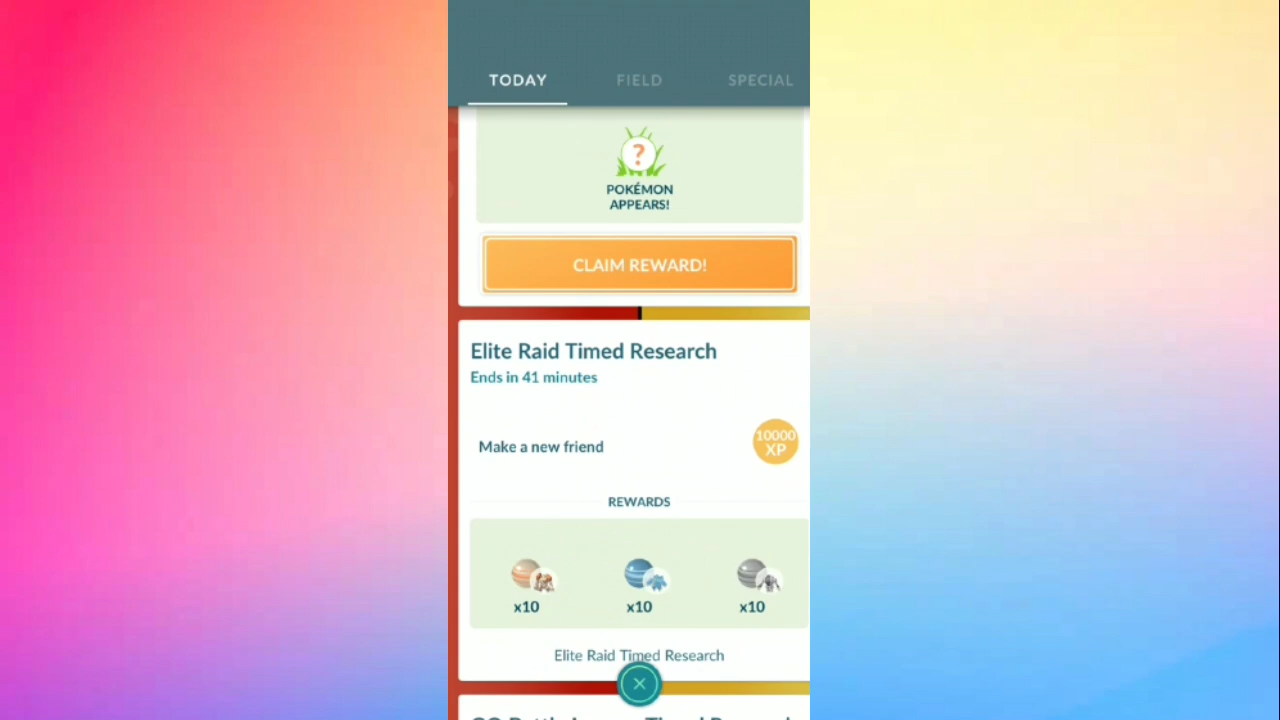 TODAY FIELD SPECIAL
?
POKÉMON
APPEARS!
CLAIM REWARD!
Elite Raid Timed Research
Ends in 41 minutes
Make a new friend
10000
XP
REWARDS
x10 x10 x10
Elite Raid Timed Research